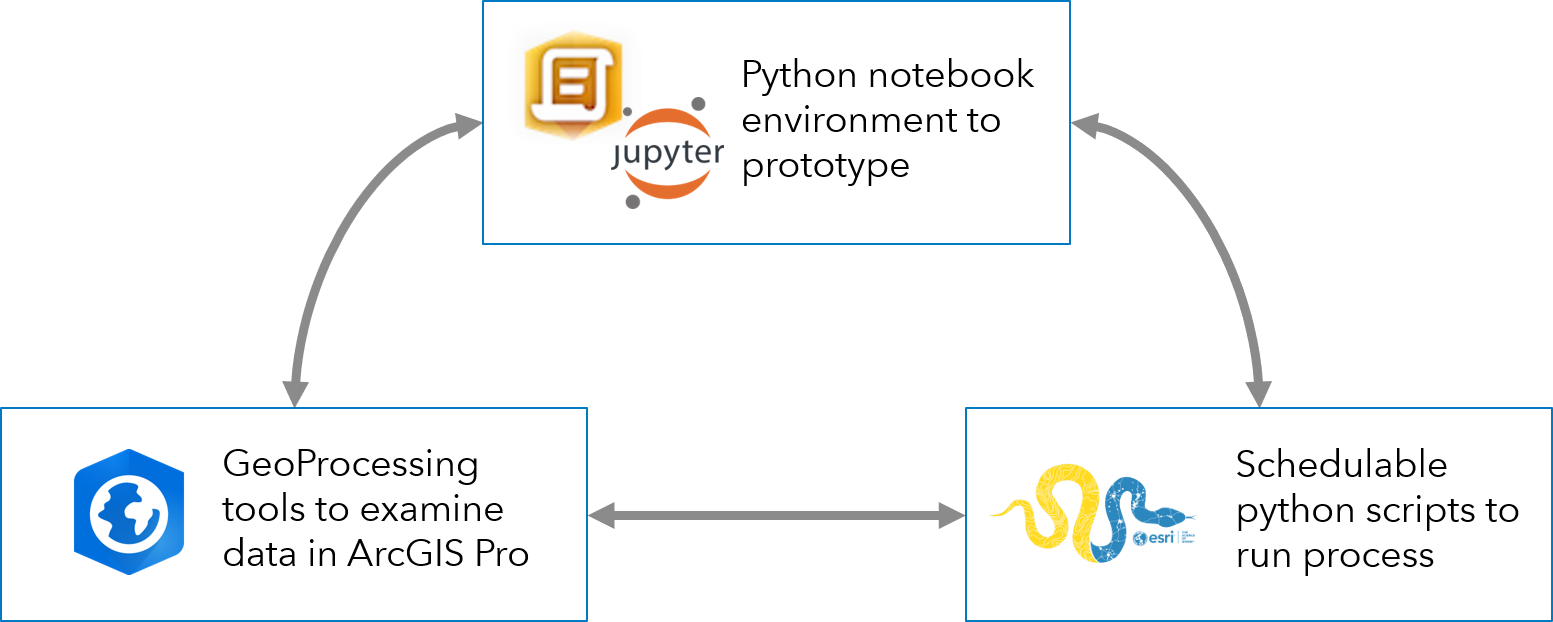 Python notebook
environment to
prototype
jupyter
GeoProcessing
tools to examine
data in ArcGIS Pro
Schedulable
python scripts to
run process
esri